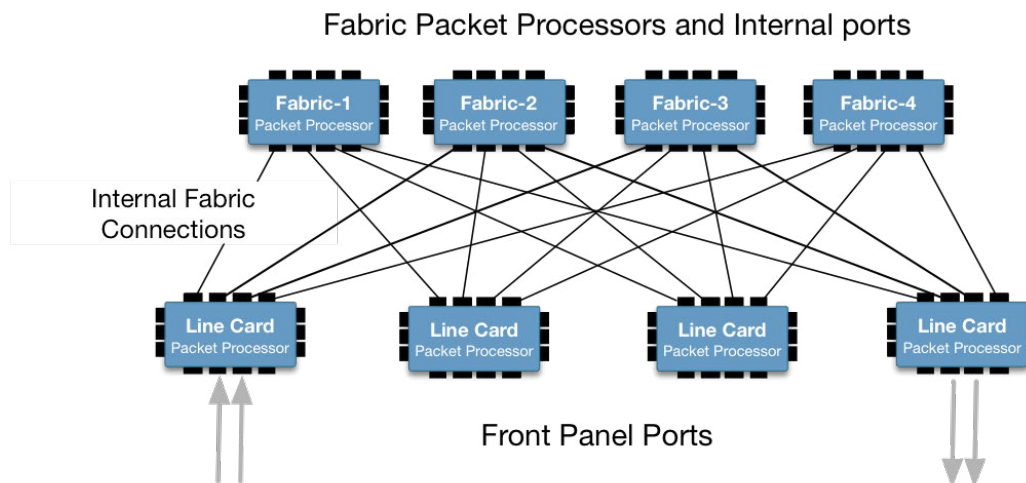 Fabric Packet Processors and Internal ports
Fabric-1
Packet Processor
Fabric-2
Packet Processor
Fabric-3
Packet Processor
Fabric-4
Packet Processor
Internal Fabric
Connections
Line Card
Packet Processor
Line Card
Packet Processor
Line Card
Packet Processor
Line Card
Packet Processor
Front Panel Ports